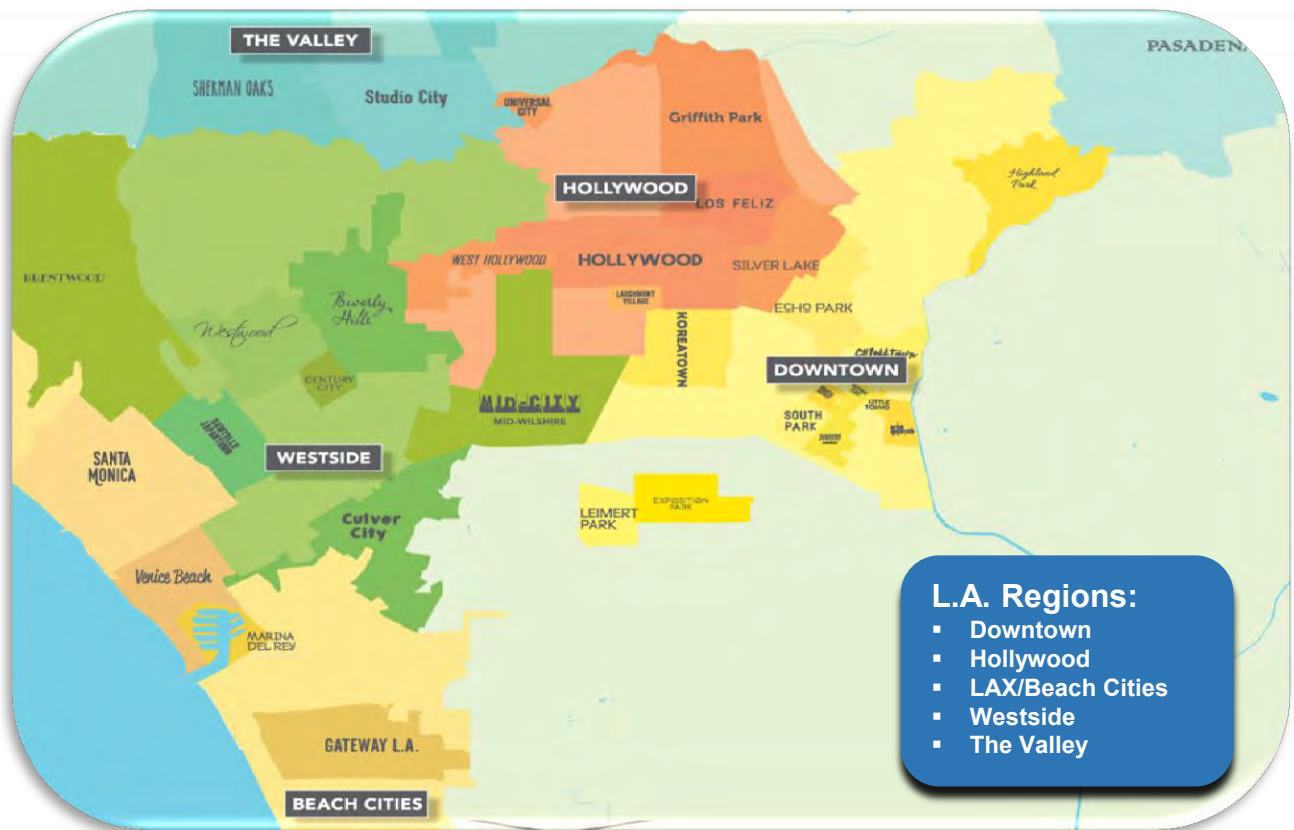 THE VALLEY
PASADENA
SHERMAN OAKS
Studio City
UNIVERSAL
CITY
Griffith Park
Highland
Park
HOLLYWOOD
LOS FELIZ
BRENTWOOD
WEST HOLLYWOOD
HOLLYWOOD
SILVER LAKE
Beverly
Hills
LARCHMONT
VILLAGE
ECHO PARK
Westwood
KOREATOWN
CHINATOWN
DOWNTOWN
CENTURY
CITY
MID-CITY
MID-WILSHIRE
LITTLE
TOKYO
SOUTH
PARK
SAWTELLE
JAPANTOWN
WESTSIDE
SANTA
MONICA
Culver
City
LEIMERT
PARK
EXPOSITION
PARK
Venice Beach
MARINA
DEL REY
GATEWAY L.A.
BEACH CITIES
L.A. Regions:
▪ Downtown
▪ Hollywood
▪ LAX/Beach Cities
▪ Westside
▪ The Valley